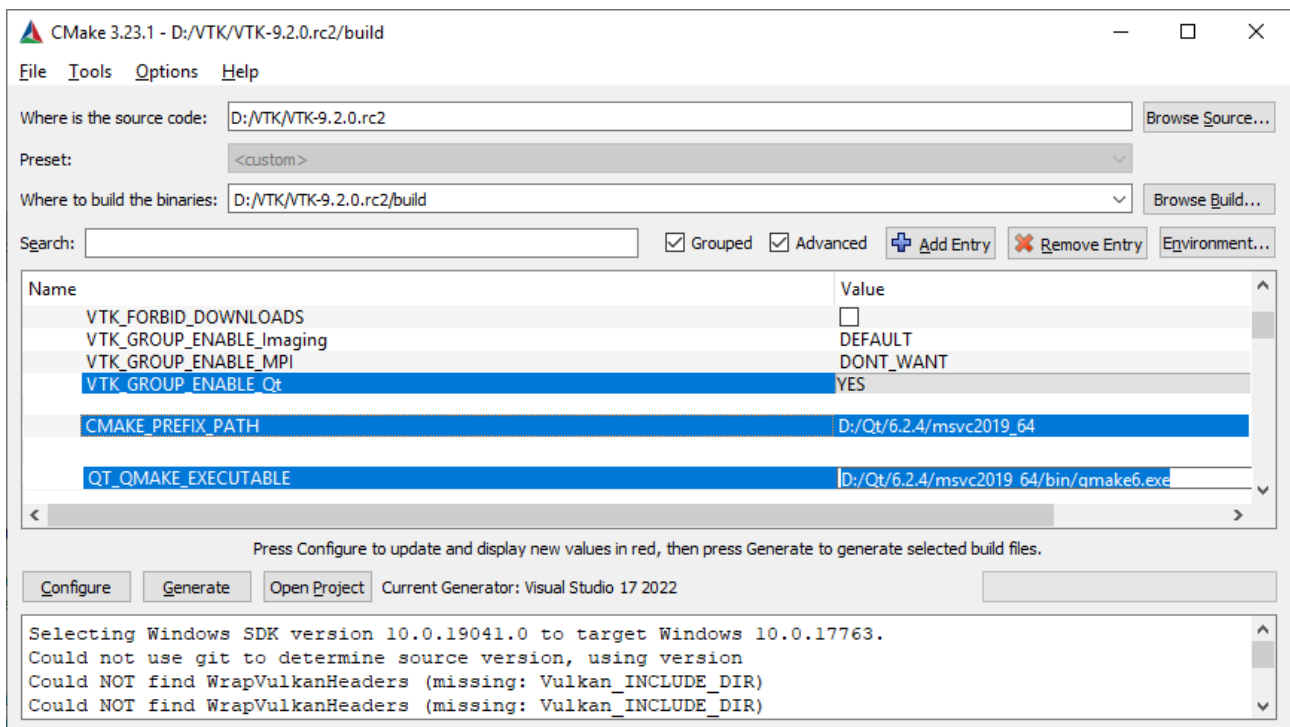 CMake 3.23.1 - D:/VTK/VTK-9.2.0.rc2/build
File Tools Options Help
Where is the source code: D:/VTK/VTK-9.2.0.rc2 Browse Source...
Preset: <custom>
Where to build the binaries: D:/VTK/VTK-9.2.0.rc2/build Browse Build...
Search: Grouped Advanced Add Entry Remove Entry Environment...
Name Value
VTK_FORBID_DOWNLOADS
VTK_GROUP_ENABLE_Imaging DEFAULT
VTK_GROUP_ENABLE_MPI DONT_WANT
VTK_GROUP_ENABLE_Qt YES
CMAKE_PREFIX_PATH D:/Qt/6.2.4/msvc2019_64
QT_QMAKE_EXECUTABLE D:/Qt/6.2.4/msvc2019_64/bin/qmake6.exe
Press Configure to update and display new values in red, then press Generate to generate selected build files.
Configure Generate Open Project Current Generator: Visual Studio 17 2022
Selecting Windows SDK version 10.0.19041.0 to target Windows 10.0.17763.
Could not use git to determine source version, using version
Could NOT find WrapVulkanHeaders (missing: Vulkan_INCLUDE_DIR)
Could NOT find WrapVulkanHeaders (missing: Vulkan_INCLUDE_DIR)